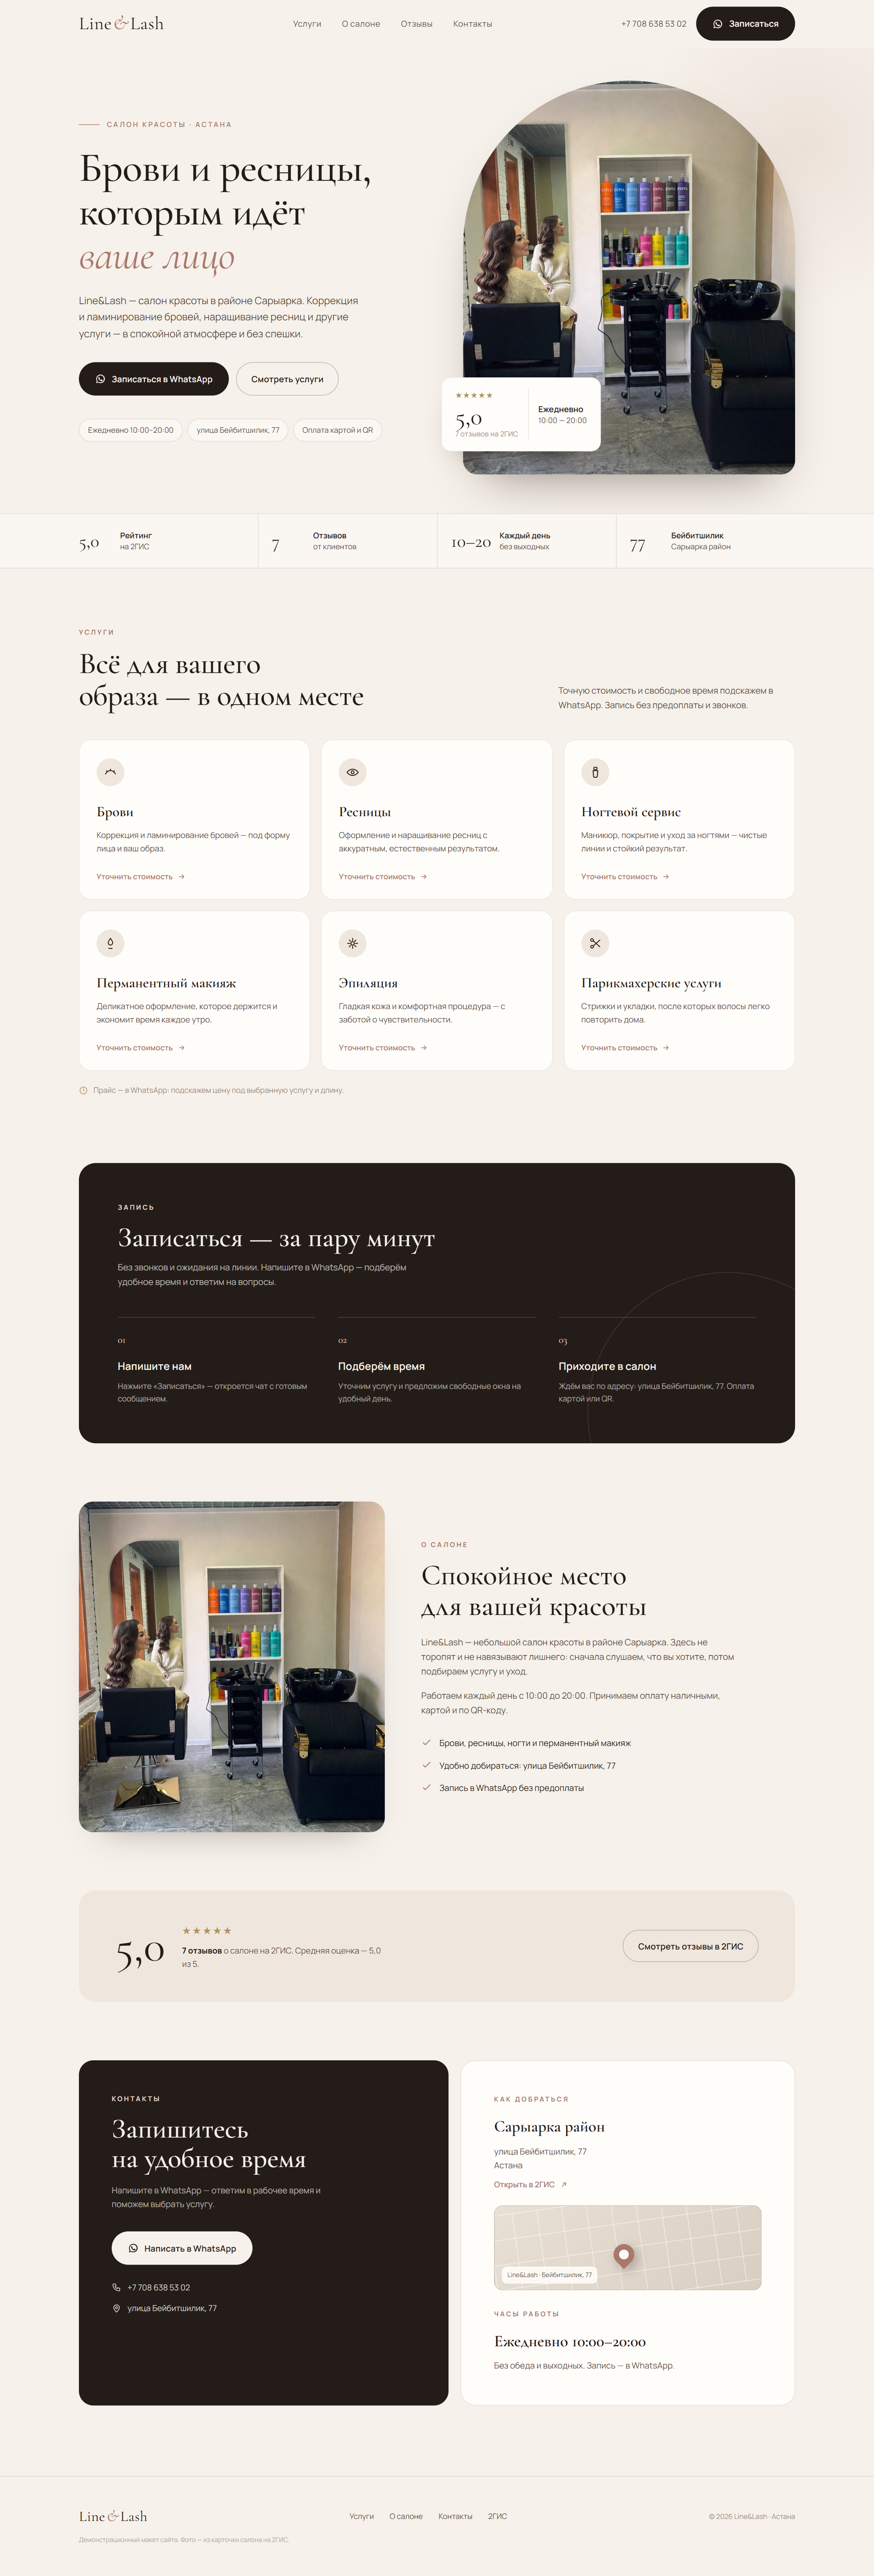 Line & Lash
Услуги
О салоне
Отзывы
Контакты
+7 708 638 53 02
Записаться
САЛОН КРАСОТЫ · АСТАНА
Брови и ресницы,
которым идёт
ваше лицо
Line&Lash — салон красоты в районе Сарыарка. Коррекция
и ламинирование бровей, наращивание ресниц и другие
услуги — в спокойной атмосфере и без спешки.
Записаться в WhatsApp
Смотреть услуги
Ежедневно 10:00–20:00
улица Бейбитшилик, 77
Оплата картой и QR
★★★★★
5,0
7 отзывов на 2ГИС
Ежедневно
10:00 — 20:00
5,0
Рейтинг
на 2ГИС
7
Отзывов
от клиентов
10–20
Каждый день
без выходных
77
Бейбитшилик
Сарыарка район
УСЛУГИ
Всё для вашего
образа — в одном месте
Точную стоимость и свободное время подскажем в
WhatsApp. Запись без предоплаты и звонков.
Брови
Коррекция и ламинирование бровей — под форму
лица и ваш образ.
Уточнить стоимость →
Ресницы
Оформление и наращивание ресниц с
аккуратным, естественным результатом.
Уточнить стоимость →
Ногтевой сервис
Маникюр, покрытие и уход за ногтями — чистые
линии и стойкий результат.
Уточнить стоимость →
Перманентный макияж
Деликатное оформление, которое держится и
экономит время каждое утро.
Уточнить стоимость →
Эпиляция
Гладкая кожа и комфортная процедура — с
заботой о чувствительности.
Уточнить стоимость →
Парикмахерские услуги
Стрижки и укладки, после которых волосы легко
повторить дома.
Уточнить стоимость →
Прайс — в WhatsApp: подскажем цену под выбранную услугу и длину.
ЗАПИСЬ
Записаться — за пару минут
Без звонков и ожидания на линии. Напишите в WhatsApp — подберём
удобное время и ответим на вопросы.
01
Напишите нам
Нажмите «Записаться» — откроется чат с готовым
сообщением.
02
Подберём время
Уточним услугу и предложим свободные окна на
удобный день.
03
Приходите в салон
Ждём вас по адресу: улица Бейбитшилик, 77. Оплата
картой или QR.
О САЛОНЕ
Спокойное место
для вашей красоты
Line&Lash — небольшой салон красоты в районе Сарыарка. Здесь не
торопят и не навязывают лишнего: сначала слушаем, что вы хотите, потом
подбираем услугу и уход.
Работаем каждый день с 10:00 до 20:00. Принимаем оплату наличными,
картой и по QR-коду.
Брови, ресницы, ногти и перманентный макияж
Удобно добираться: улица Бейбитшилик, 77
Запись в WhatsApp без предоплаты
5,0
★★★★★
7 отзывов о салоне на 2ГИС. Средняя оценка — 5,0
из 5.
Смотреть отзывы в 2ГИС
КОНТАКТЫ
Запишитесь
на удобное время
Напишите в WhatsApp — ответим в рабочее время и
поможем выбрать услугу.
Написать в WhatsApp
+7 708 638 53 02
улица Бейбитшилик, 77
КАК ДОБРАТЬСЯ
Сарыарка район
улица Бейбитшилик, 77
Астана
Открыть в 2ГИС ↗
Line&Lash · Бейбитшилик, 77
ЧАСЫ РАБОТЫ
Ежедневно 10:00–20:00
Без обеда и выходных. Запись — в WhatsApp.
Line & Lash
Услуги
О салоне
Контакты
2ГИС
© 2026 Line&Lash · Астана
Демонстрационный макет сайта. Фото — из карточки салона на 2ГИС.